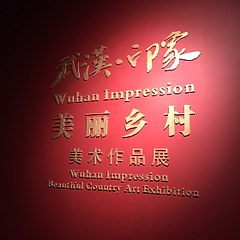 武漢·印象
Wuhan Impression
美丽乡村
美术作品展
Wuhan Impression
Beautiful Country Art Exhibition